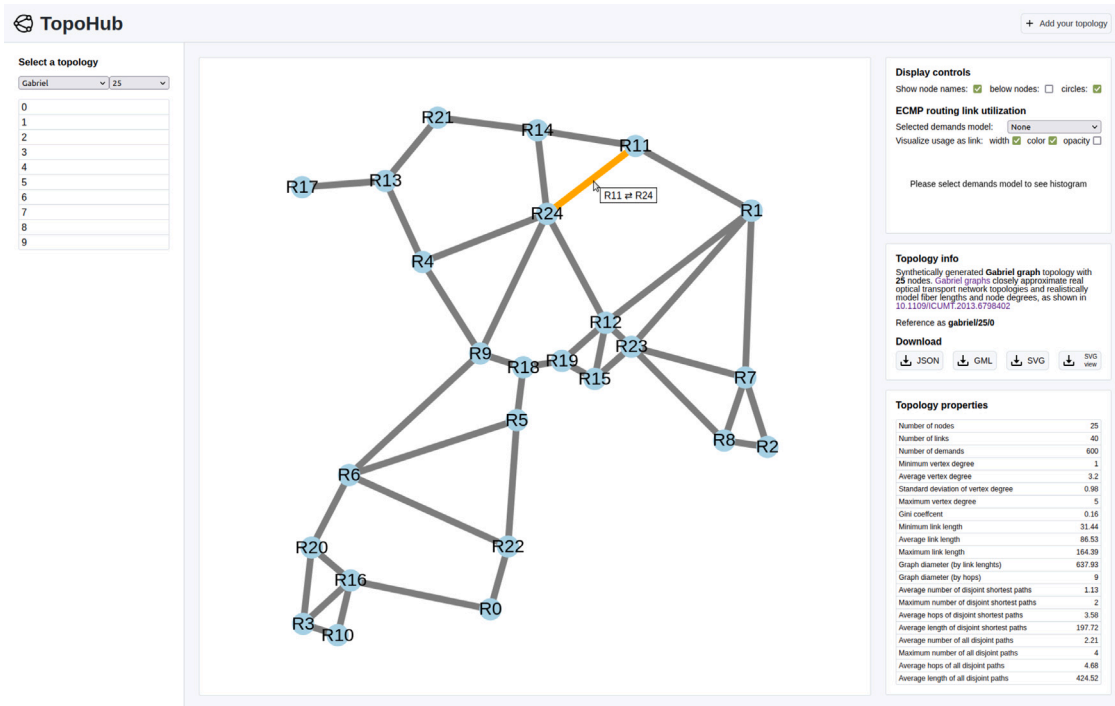 TopoHub
+ Add your topology
Select a topology
Gabriel 25
0
1
2
3
4
5
6
7
8
9
R21
R14
R11
R17
R13
R11 ⇄ R24
R24
R1
R4
R12
R9
R23
R18
R19
R15
R7
R5
R8
R2
R6
R20
R22
R16
R0
R3
R10
Display controls
Show node names: below nodes: circles:
ECMP routing link utilization
Selected demands model: None
Visualize usage as link: width color opacity
Please select demands model to see histogram
Topology info
Synthetically generated Gabriel graph topology with
25 nodes. Gabriel graphs closely approximate real
optical transport network topologies and realistically
model fiber lengths and node degrees, as shown in
10.1109/ICUMT.2013.6798402
Reference as gabriel/25/0
Download
JSON GML SVG SVG view
Topology properties
Number of nodes 25
Number of links 40
Number of demands 600
Minimum vertex degree 1
Average vertex degree 3.2
Standard deviation of vertex degree 0.98
Maximum vertex degree 5
Gini coeffcent 0.16
Minimum link length 31.44
Average link length 86.53
Maximum link length 164.39
Graph diameter (by link lenghts) 637.93
Graph diameter (by hops) 9
Average number of disjoint shortest paths 1.13
Maximum number of disjoint shortest paths 2
Average hops of disjoint shortest paths 3.58
Average length of disjoint shortest paths 197.72
Average number of all disjoint paths 2.21
Maximum number of all disjoint paths 4
Average hops of all disjoint paths 4.68
Average length of all disjoint paths 424.52